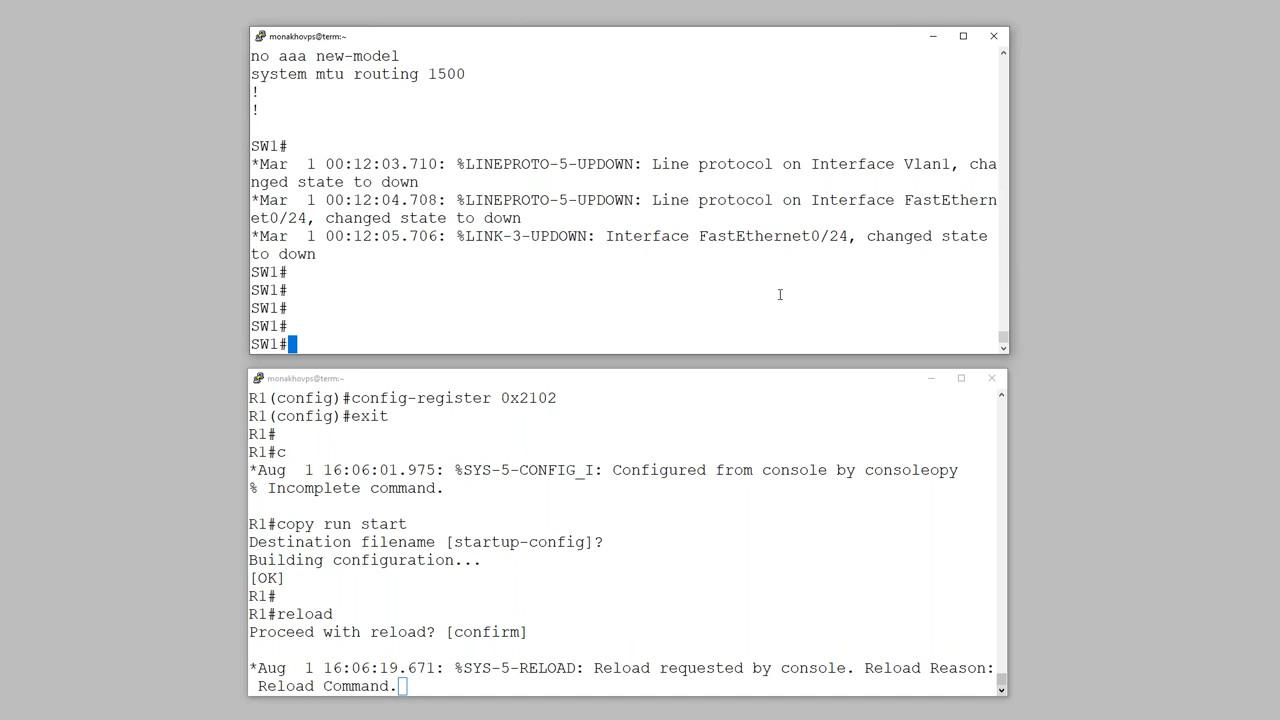 monakhovps@term:~
no aaa new-model
system mtu routing 1500
!
!
SW1#
*Mar  1 00:12:03.710: %LINEPROTO-5-UPDOWN: Line protocol on Interface Vlan1, cha
nged state to down
*Mar  1 00:12:04.708: %LINEPROTO-5-UPDOWN: Line protocol on Interface FastEthern
et0/24, changed state to down
*Mar  1 00:12:05.706: %LINK-3-UPDOWN: Interface FastEthernet0/24, changed state
to down
SW1#
SW1#
SW1#
SW1#
SW1#
monakhovps@term:~
R1(config)#config-register 0x2102
R1(config)#exit
R1#
R1#c
*Aug  1 16:06:01.975: %SYS-5-CONFIG_I: Configured from console by consoleopy
% Incomplete command.
R1#copy run start
Destination filename [startup-config]?
Building configuration...
[OK]
R1#
R1#reload
Proceed with reload? [confirm]
*Aug  1 16:06:19.671: %SYS-5-RELOAD: Reload requested by console. Reload Reason:
 Reload Command.